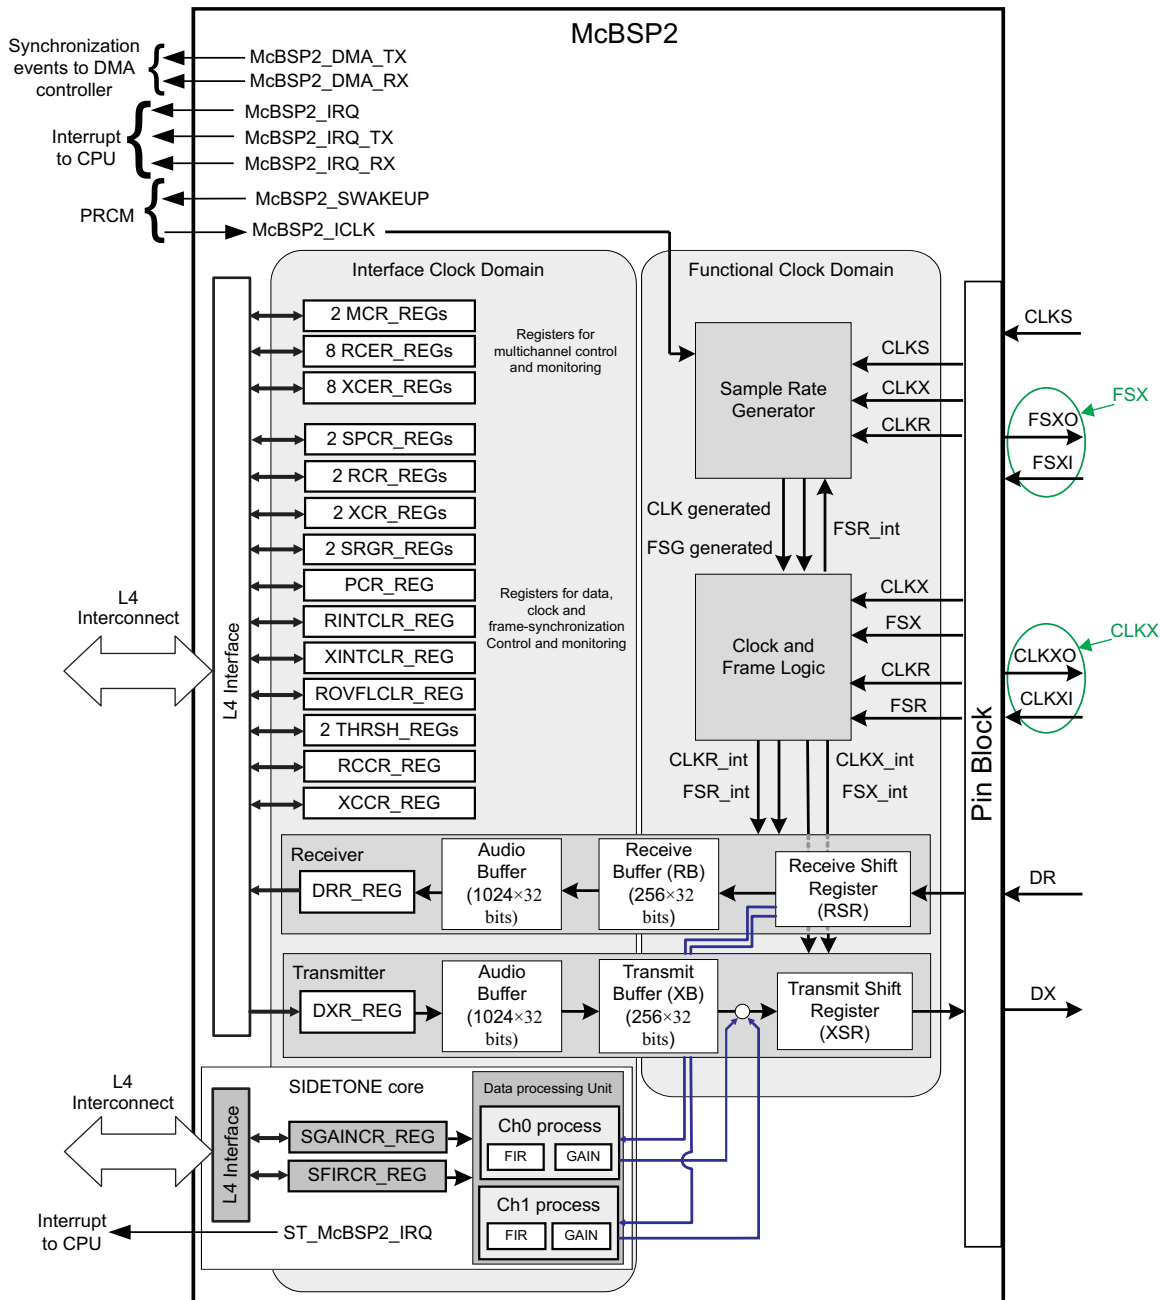 McBSP2
Synchronization
events to DMA
controller
McBSP2_DMA_TX
McBSP2_DMA_RX
Interrupt
to CPU
McBSP2_IRQ
McBSP2_IRQ_TX
McBSP2_IRQ_RX
PRCM
McBSP2_SWAKEUP
McBSP2_ICLK
Interface Clock Domain
Functional Clock Domain
L4 Interface
2 MCR_REGs
8 RCER_REGs
8 XCER_REGs
Registers for
multichannel control
and monitoring
2 SPCR_REGs
2 RCR_REGs
2 XCR_REGs
2 SRGR_REGs
PCR_REG
RINTCLR_REG
XINTCLR_REG
ROVFLCLR_REG
2 THRSH_REGs
RCCR_REG
XCCR_REG
Registers for data,
clock and
frame-synchronization
Control and monitoring
L4
Interconnect
Sample Rate
Generator
CLKS
CLKX
CLKR
CLK generated
FSG generated
FSR_int
Clock and
Frame Logic
CLKX
FSX
CLKR
FSR
CLKR_int
FSR_int
CLKX_int
FSX_int
Pin Block
CLKS
FSX
FSXO
FSXI
CLKX
CLKXO
CLKXI
DR
DX
Receiver
DRR_REG
Audio
Buffer
(1024×32
bits)
Receive
Buffer (RB)
(256×32
bits)
Receive Shift
Register
(RSR)
Transmitter
DXR_REG
Audio
Buffer
(1024×32
bits)
Transmit
Buffer (XB)
(256×32
bits)
Transmit Shift
Register
(XSR)
L4
Interconnect
SIDETONE core
L4 Interface
SGAINCR_REG
SFIRCR_REG
Data processing Unit
Ch0 process
FIR
GAIN
Ch1 process
FIR
GAIN
Interrupt
to CPU
ST_McBSP2_IRQ